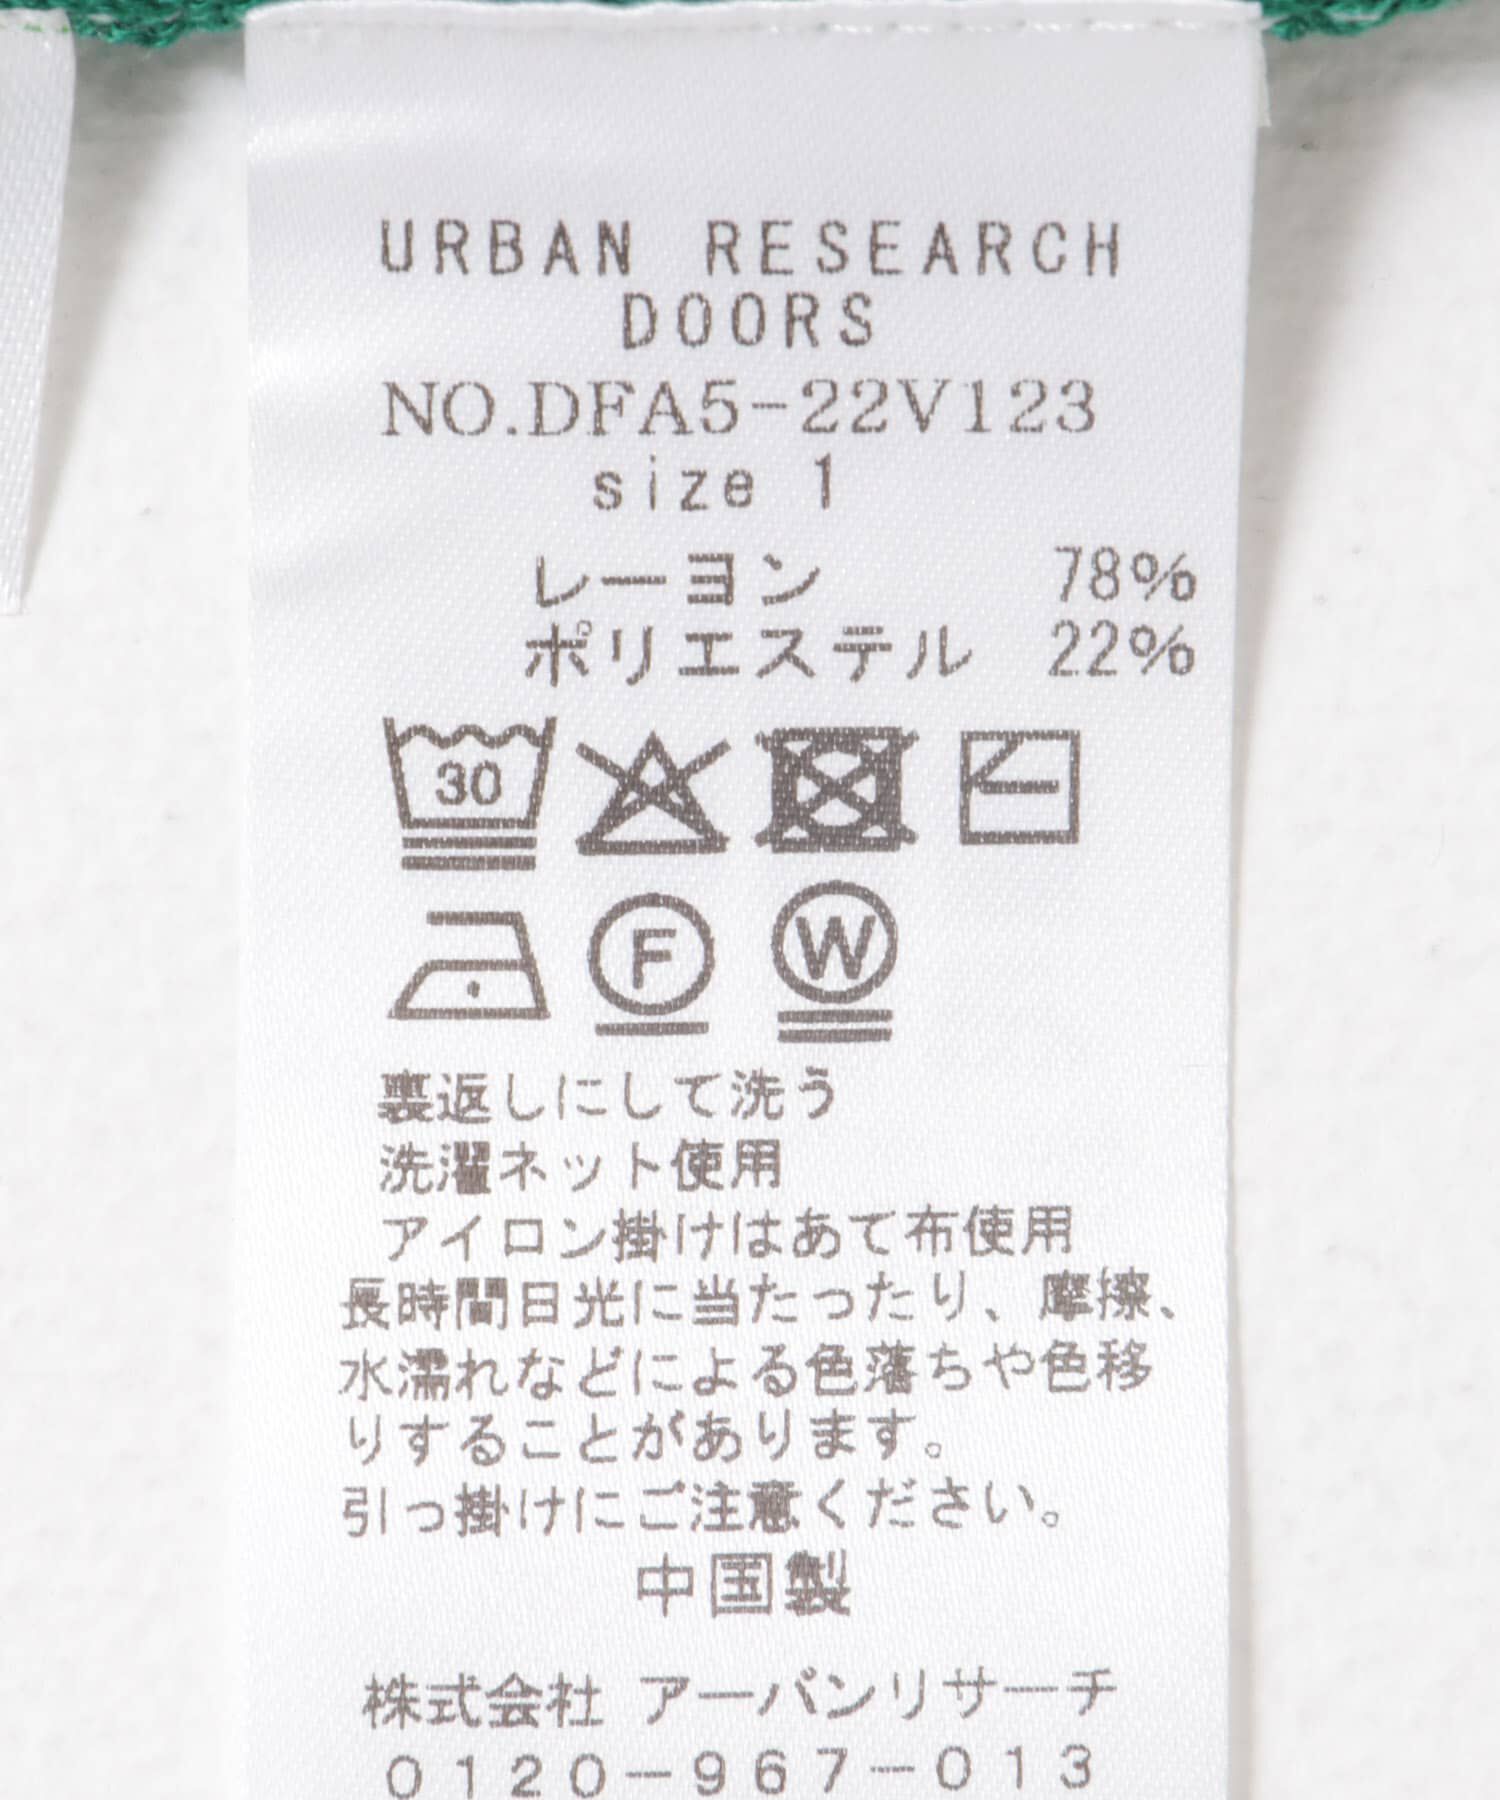 URBAN RESEARCH
DOORS
NO.DFA5-22V123
size 1
レーヨン 78%
ポリエステル 22%
30
F W
裏返しにして洗う
洗濯ネット使用
アイロン掛けはあて布使用
長時間日光に当たったり、摩擦、
水濡れなどによる色落ちや色移
りすることがあります。
引っ掛けにご注意ください。
中国製
株式会社 アーバンリサーチ
0120-967-013